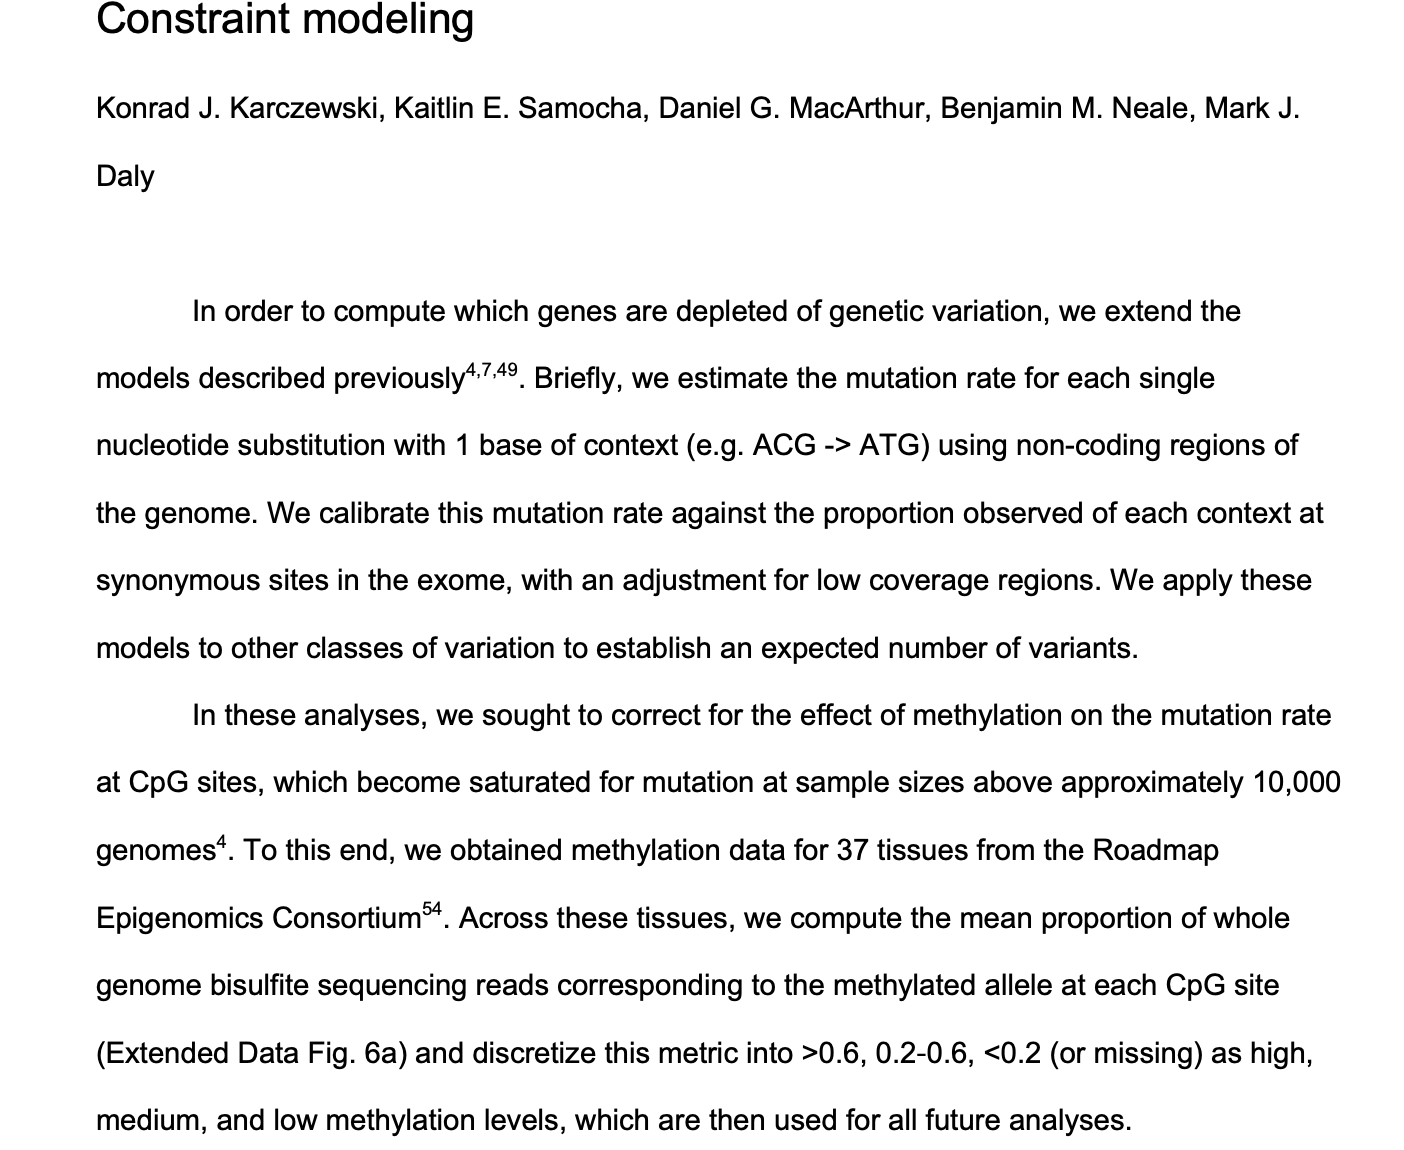 Constraint modeling
Konrad J. Karczewski, Kaitlin E. Samocha, Daniel G. MacArthur, Benjamin M. Neale, Mark J.
Daly
In order to compute which genes are depleted of genetic variation, we extend the
models described previously4,7,49. Briefly, we estimate the mutation rate for each single
nucleotide substitution with 1 base of context (e.g. ACG -> ATG) using non-coding regions of
the genome. We calibrate this mutation rate against the proportion observed of each context at
synonymous sites in the exome, with an adjustment for low coverage regions. We apply these
models to other classes of variation to establish an expected number of variants.
In these analyses, we sought to correct for the effect of methylation on the mutation rate
at CpG sites, which become saturated for mutation at sample sizes above approximately 10,000
genomes4. To this end, we obtained methylation data for 37 tissues from the Roadmap
Epigenomics Consortium54. Across these tissues, we compute the mean proportion of whole
genome bisulfite sequencing reads corresponding to the methylated allele at each CpG site
(Extended Data Fig. 6a) and discretize this metric into >0.6, 0.2-0.6, <0.2 (or missing) as high,
medium, and low methylation levels, which are then used for all future analyses.